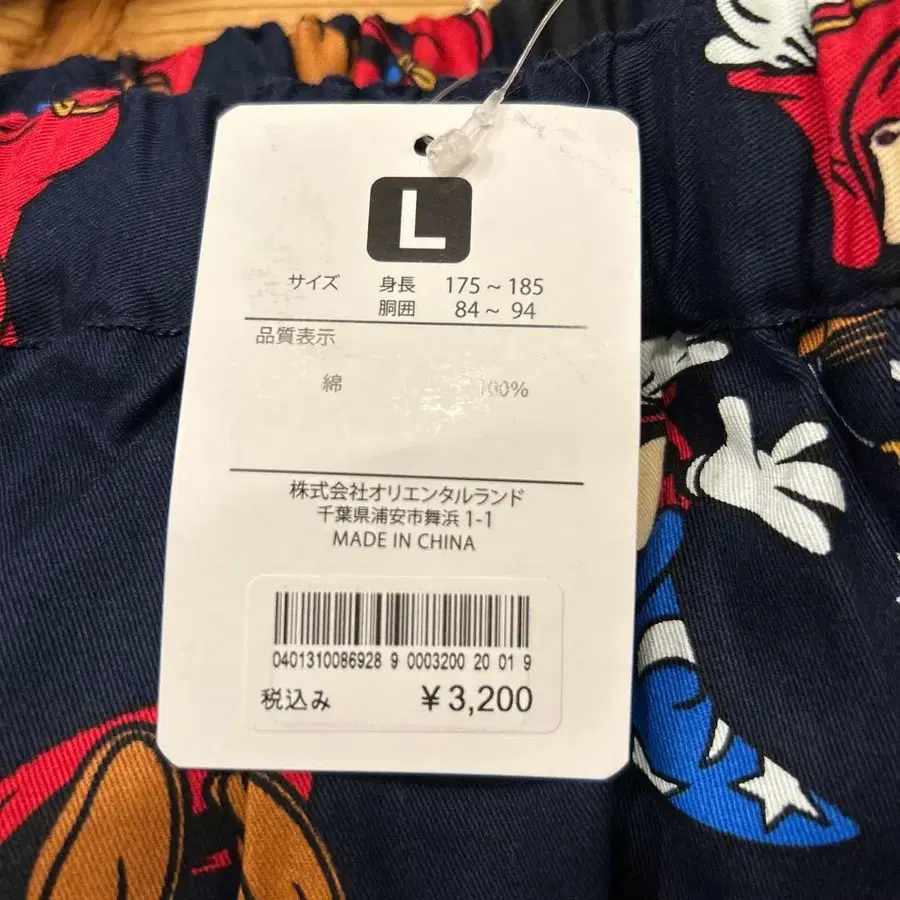 L
サイズ 身長 175～185
胴囲 84～ 94
品質表示
綿 100%
株式会社オリエンタルランド
千葉県浦安市舞浜 1-1
MADE IN CHINA
0401310086928 9 0003200 20 01 9
税込み ¥3,200